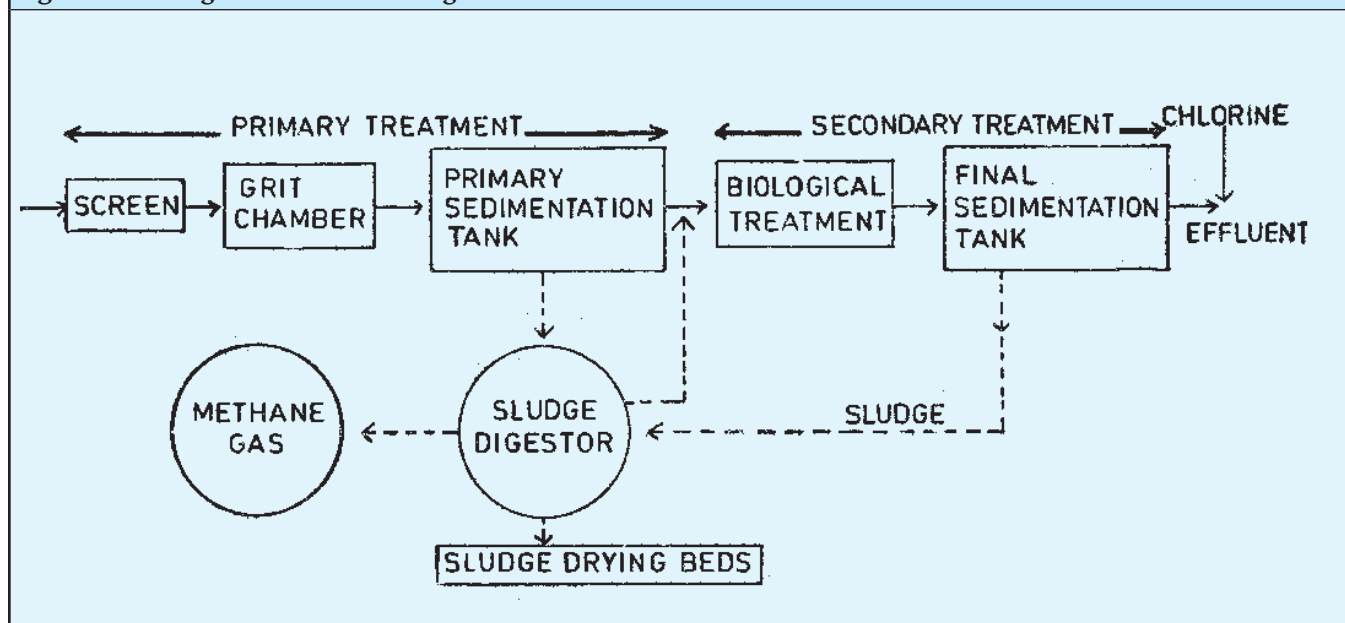 PRIMARY TREATMENT
SECONDARY TREATMENT
CHLORINE
SCREEN
GRIT
CHAMBER
PRIMARY
SEDIMENTATION
TANK
BIOLOGICAL
TREATMENT
FINAL
SEDIMENTATION
TANK
EFFLUENT
METHANE
GAS
SLUDGE
DIGESTOR
SLUDGE
SLUDGE DRYING BEDS